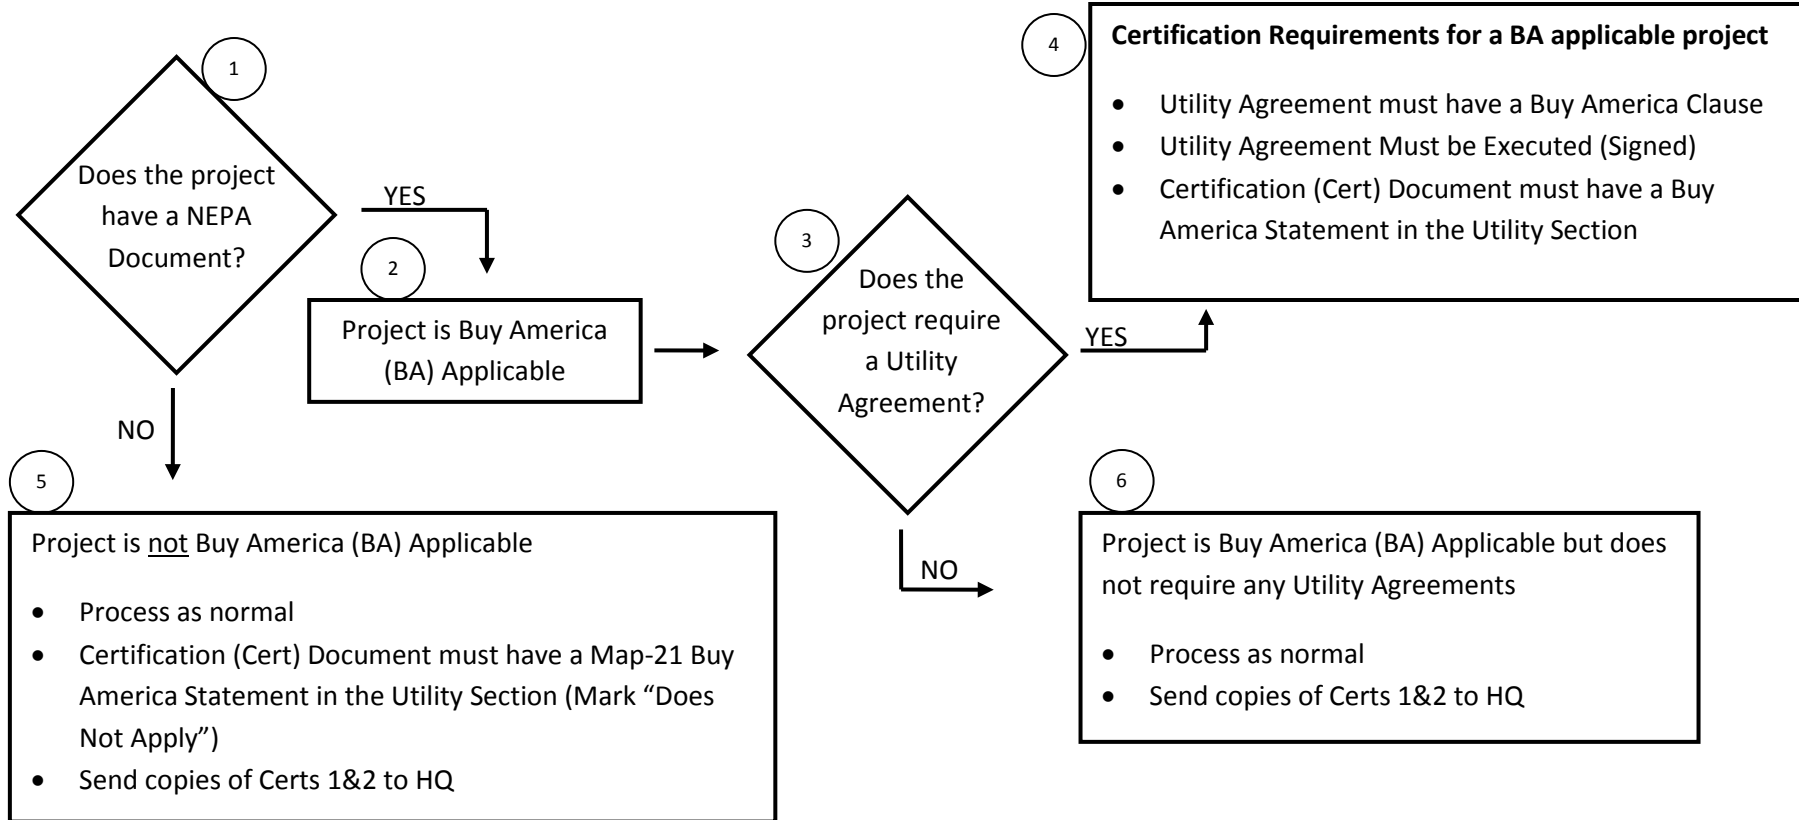 1
Does the project
have a NEPA
Document?
YES
NO
2
Project is Buy America
(BA) Applicable
3
Does the
project require
a Utility
Agreement?
YES
NO
4
Certification Requirements for a BA applicable project
• Utility Agreement must have a Buy America Clause
• Utility Agreement Must be Executed (Signed)
• Certification (Cert) Document must have a Buy
America Statement in the Utility Section
5
Project is not Buy America (BA) Applicable
• Process as normal
• Certification (Cert) Document must have a Map-21 Buy
America Statement in the Utility Section (Mark “Does
Not Apply”)
• Send copies of Certs 1&2 to HQ
6
Project is Buy America (BA) Applicable but does
not require any Utility Agreements
• Process as normal
• Send copies of Certs 1&2 to HQ